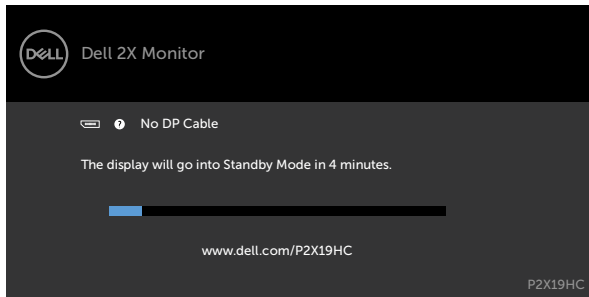 DELL
Dell 2X Monitor
? No DP Cable
The display will go into Standby Mode in 4 minutes.
www.dell.com/P2X19HC
P2X19HC